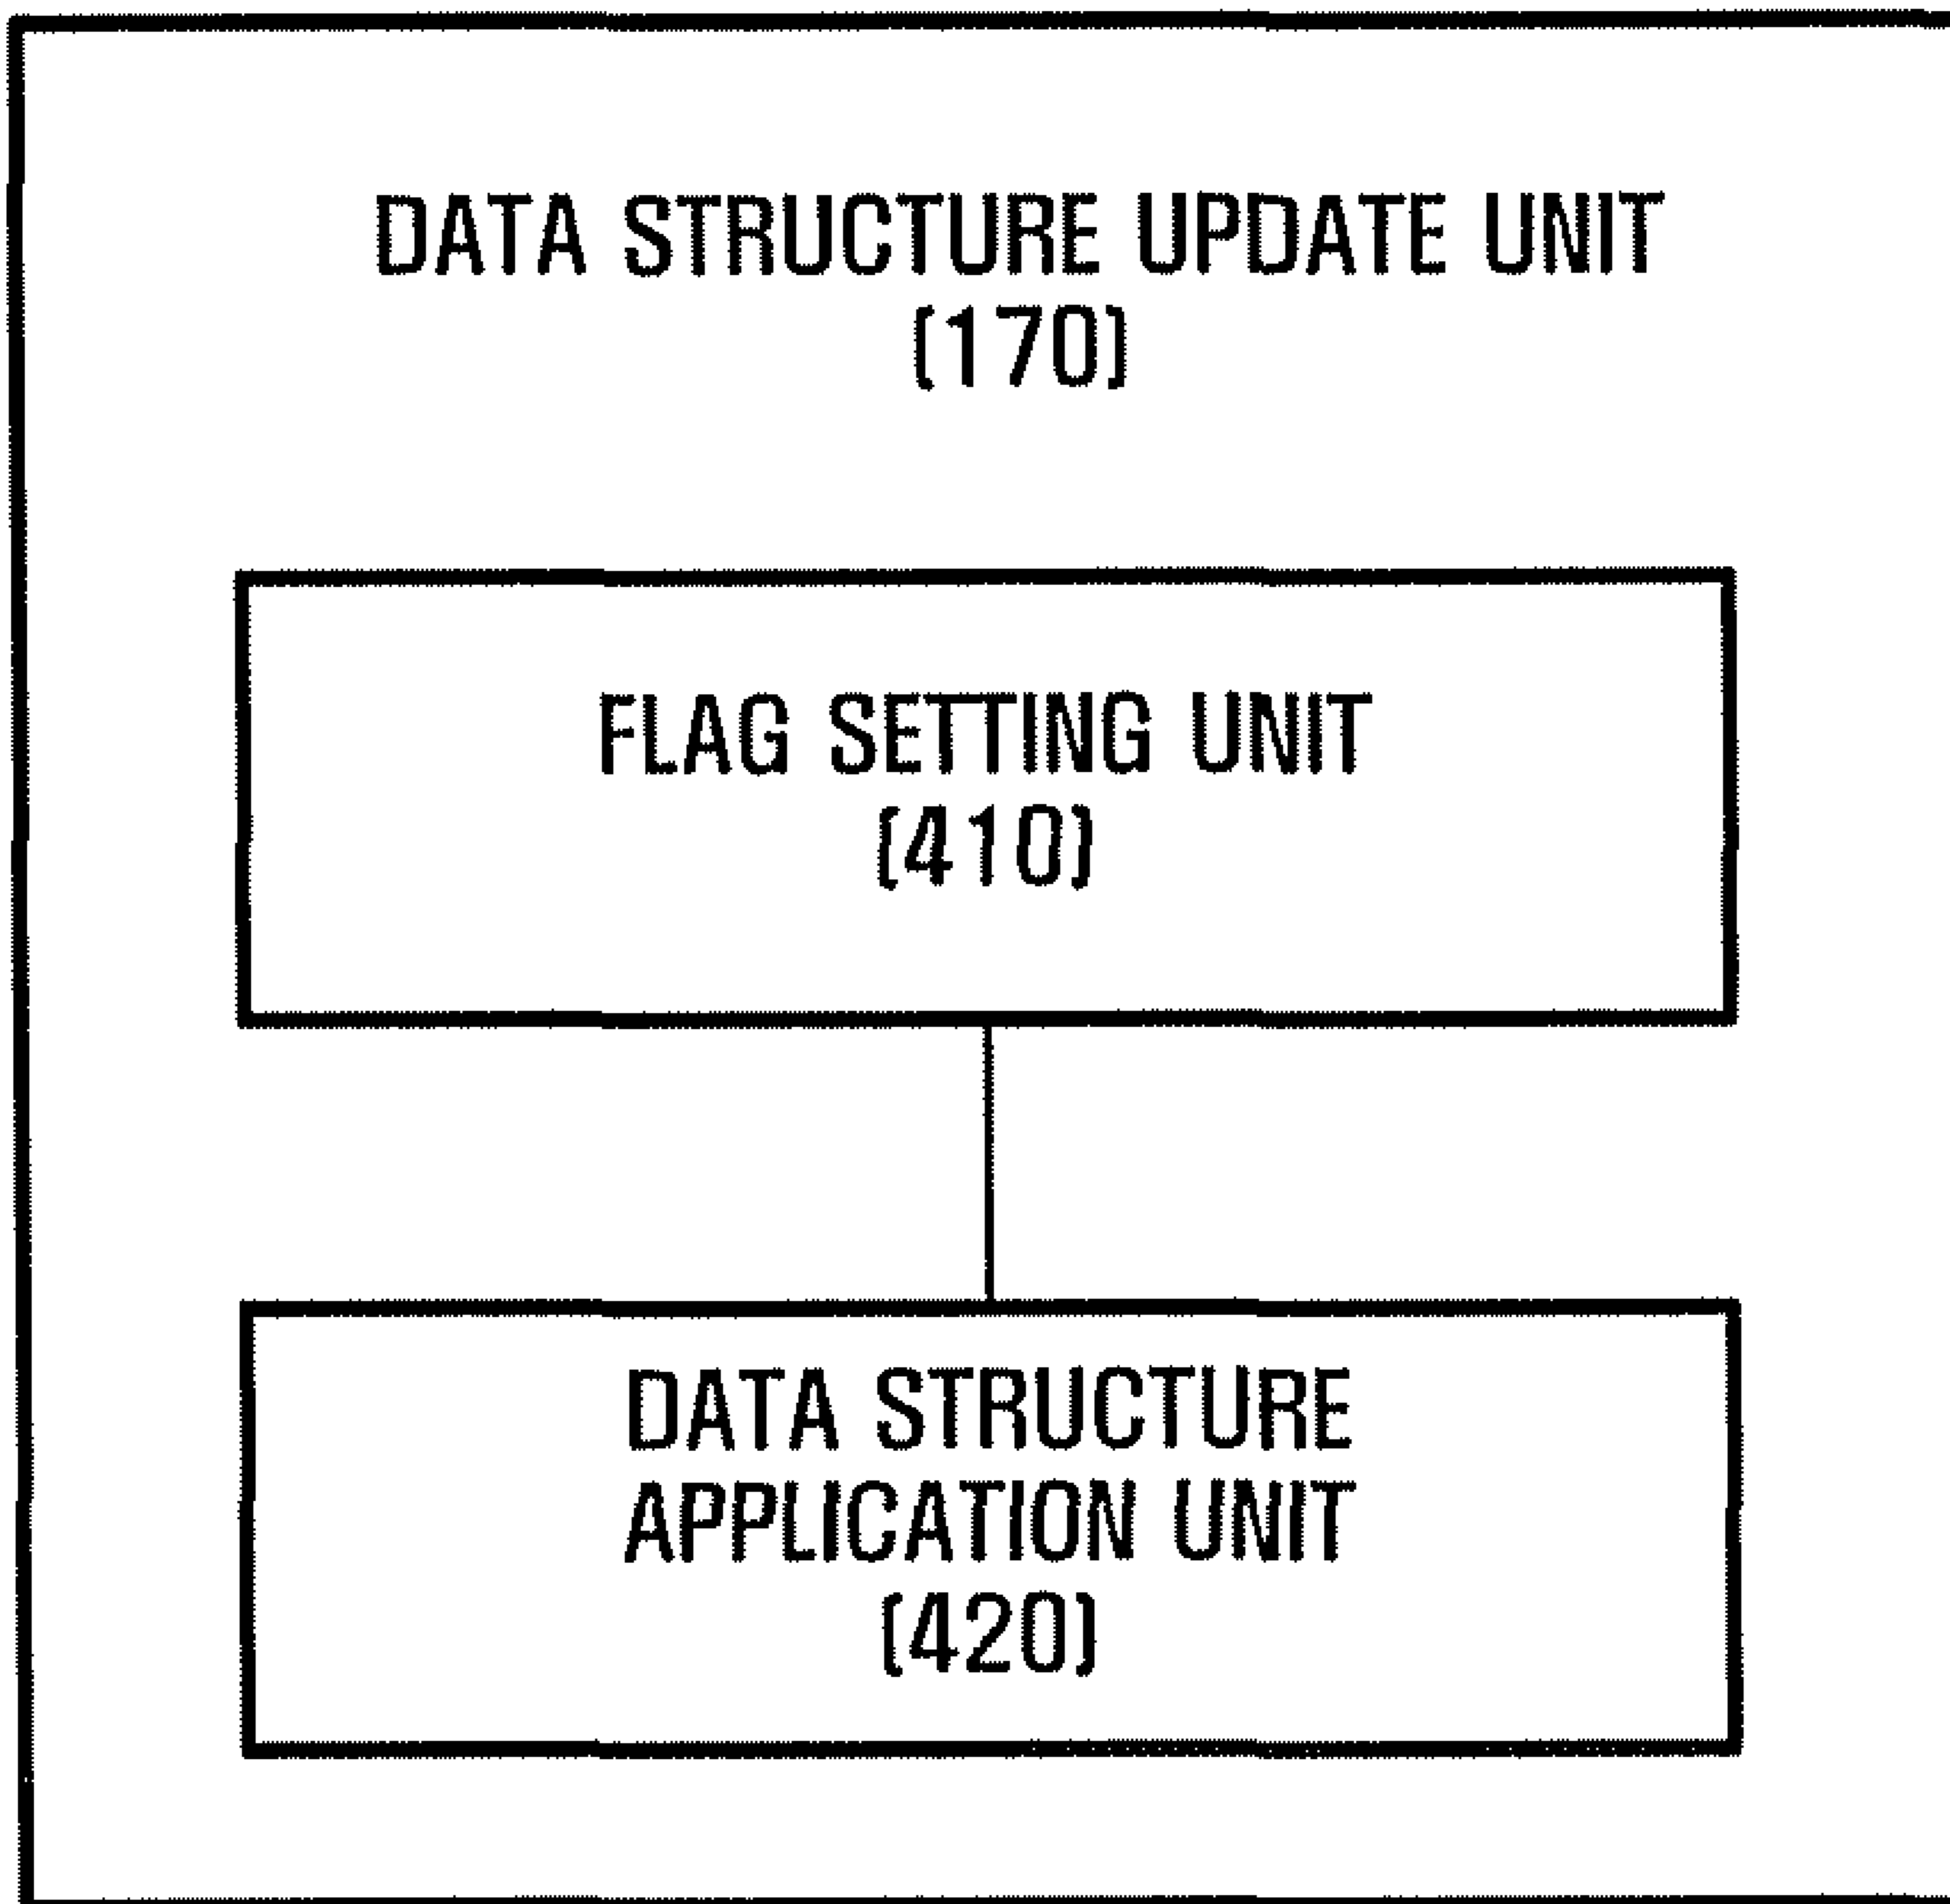 DATA STRUCTURE UPDATE UNIT
(170)
FLAG SETTING UNIT
(410)
DATA STRUCTURE
APPLICATION UNIT
(420)